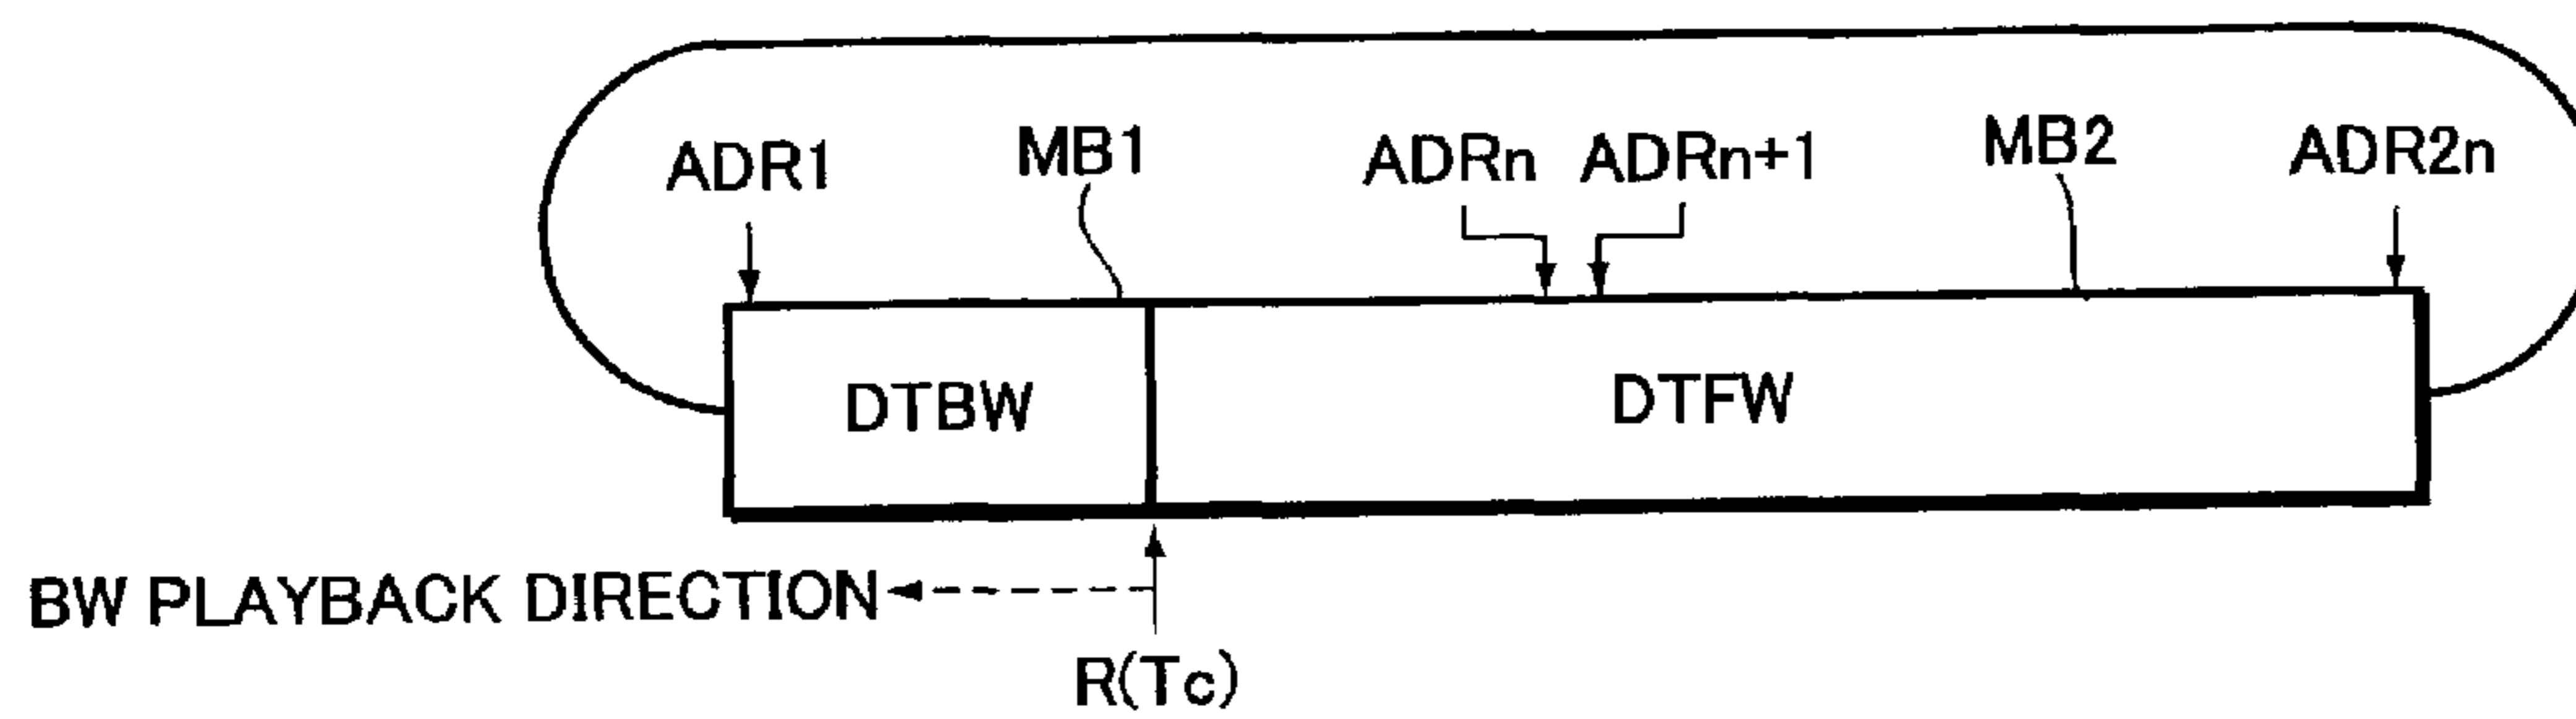 ADR1 MB1 ADRn ADRn+1 MB2 ADR2n
DTBW DTFW
BW PLAYBACK DIRECTION
R(Tc)